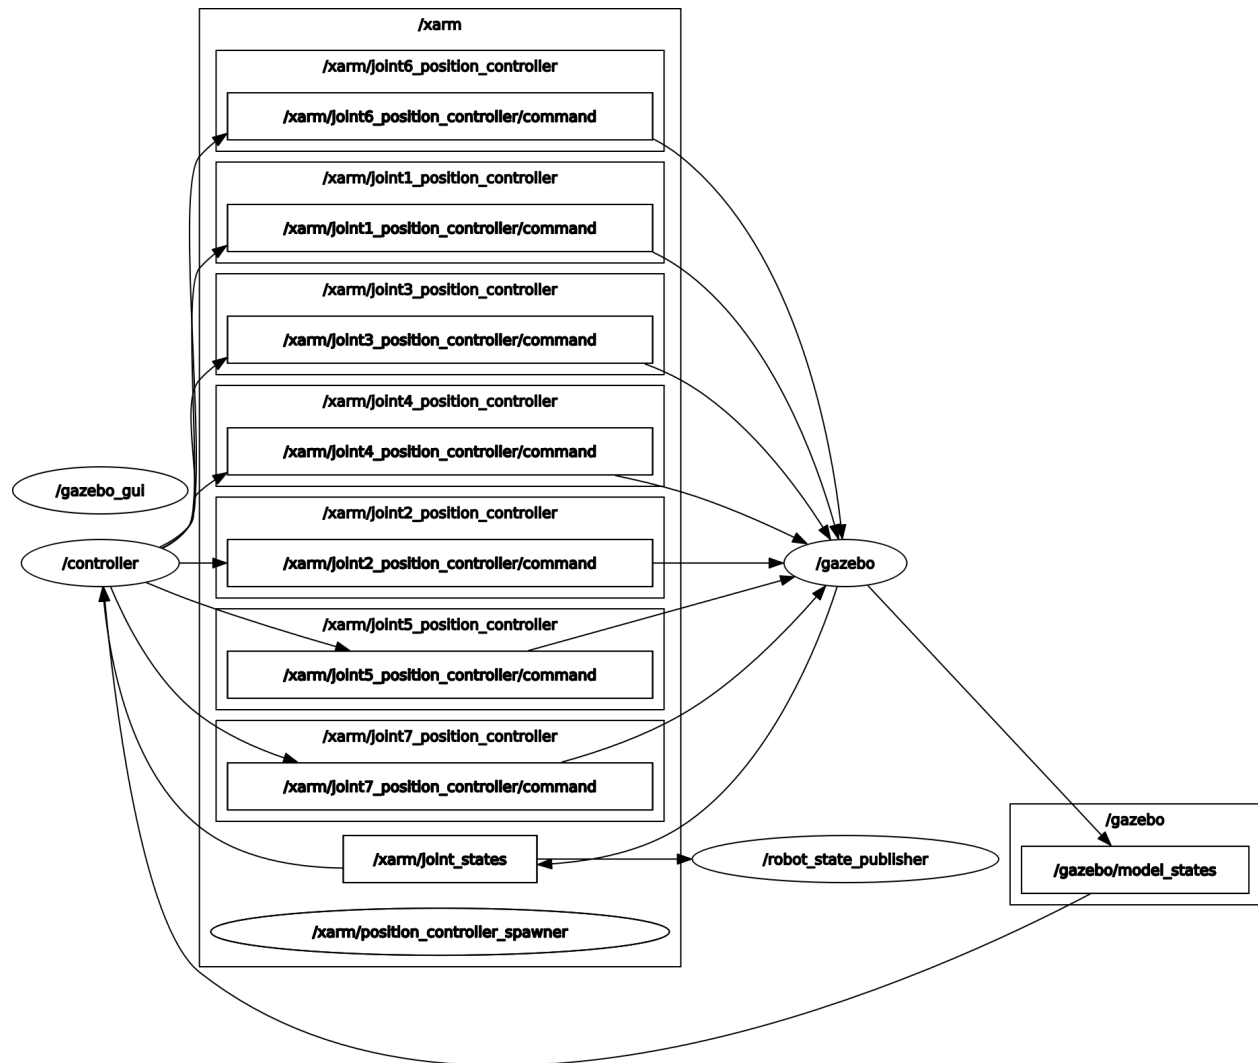 /xarm
/xarm/joint6_position_controller
/xarm/joint6_position_controller/command
/xarm/joint1_position_controller
/xarm/joint1_position_controller/command
/xarm/joint3_position_controller
/xarm/joint3_position_controller/command
/xarm/joint4_position_controller
/xarm/joint4_position_controller/command
/gazebo_gui
/xarm/joint2_position_controller
/controller
/xarm/joint2_position_controller/command
/gazebo
/xarm/joint5_position_controller
/xarm/joint5_position_controller/command
/xarm/joint7_position_controller
/xarm/joint7_position_controller/command
/gazebo
/xarm/joint_states
/robot_state_publisher
/gazebo/model_states
/xarm/position_controller_spawner